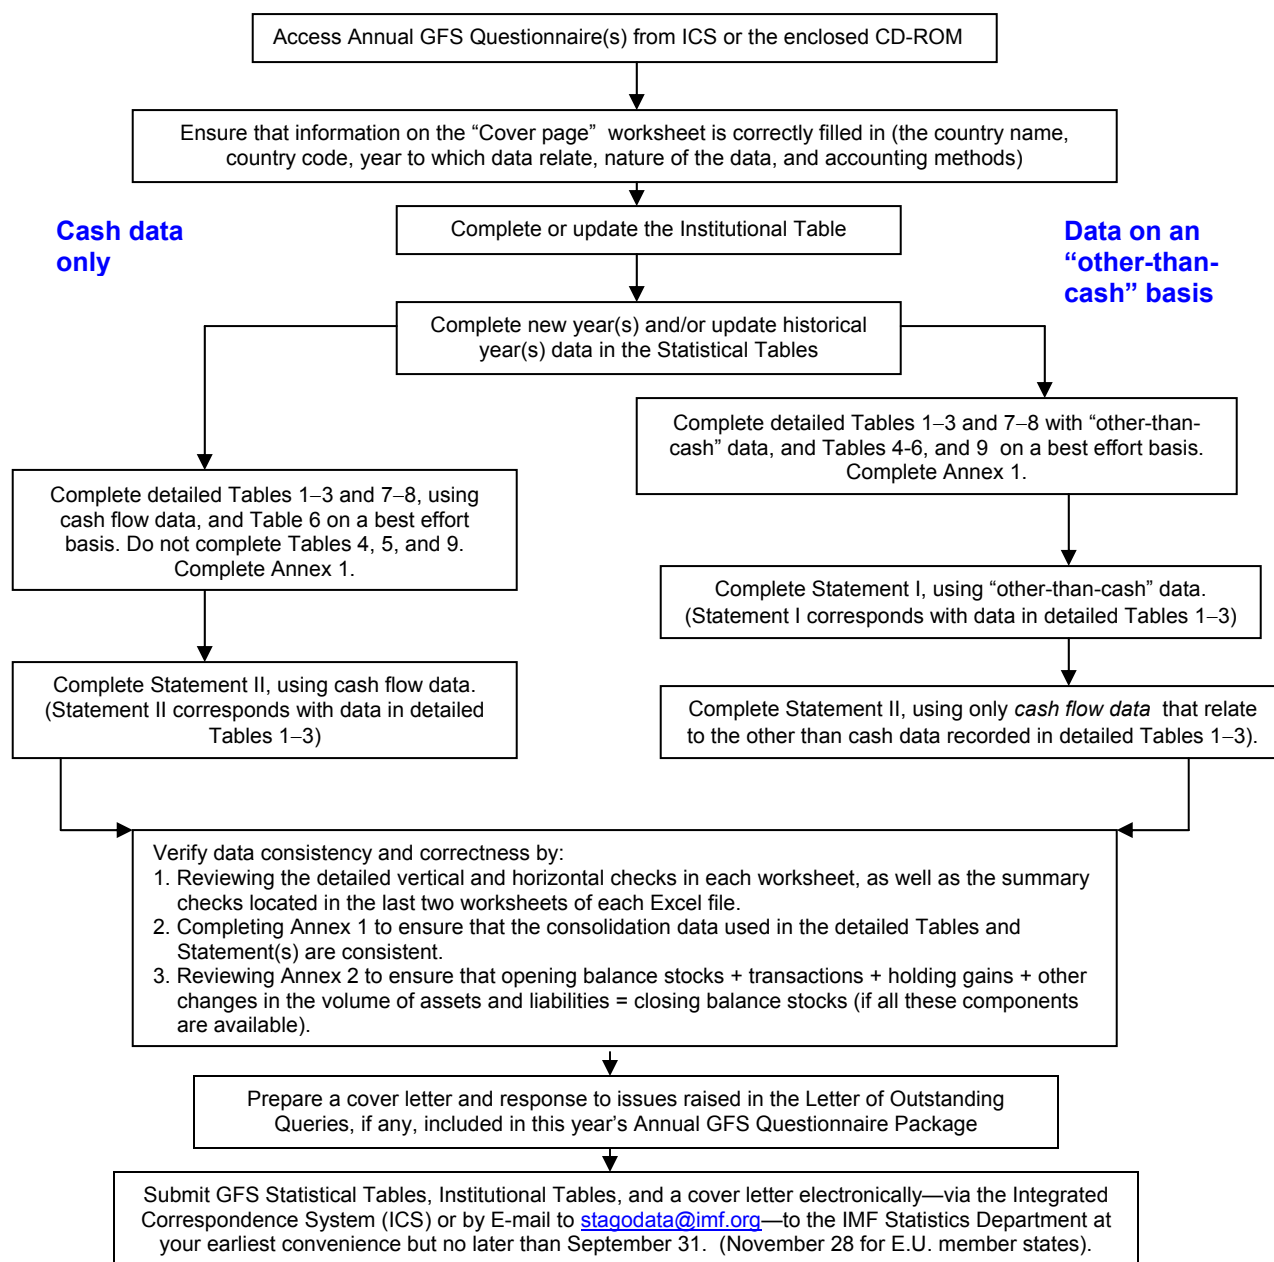 Access Annual GFS Questionnaire(s) from ICS or the enclosed CD-ROM
Ensure that information on the “Cover page” worksheet is correctly filled in (the country name,
country code, year to which data relate, nature of the data, and accounting methods)
Complete or update the Institutional Table
Cash data
only
Data on an
“other-than-
cash” basis
Complete new year(s) and/or update historical
year(s) data in the Statistical Tables
Complete detailed Tables 1–3 and 7–8, using
cash flow data, and Table 6 on a best effort
basis. Do not complete Tables 4, 5, and 9.
Complete Annex 1.
Complete Statement II, using cash flow data.
(Statement II corresponds with data in detailed
Tables 1–3)
Complete detailed Tables 1–3 and 7–8 with “other-than-
cash” data, and Tables 4-6, and 9 on a best effort basis.
Complete Annex 1.
Complete Statement I, using “other-than-cash” data.
(Statement I corresponds with data in detailed Tables 1–3)
Complete Statement II, using only cash flow data that relate
to the other than cash data recorded in detailed Tables 1–3).
Verify data consistency and correctness by:
1. Reviewing the detailed vertical and horizontal checks in each worksheet, as well as the summary
checks located in the last two worksheets of each Excel file.
2. Completing Annex 1 to ensure that the consolidation data used in the detailed Tables and
Statement(s) are consistent.
3. Reviewing Annex 2 to ensure that opening balance stocks + transactions + holding gains + other
changes in the volume of assets and liabilities = closing balance stocks (if all these components
are available).
Prepare a cover letter and response to issues raised in the Letter of Outstanding
Queries, if any, included in this year’s Annual GFS Questionnaire Package
Submit GFS Statistical Tables, Institutional Tables, and a cover letter electronically—via the Integrated
Correspondence System (ICS) or by E-mail to stagodata@imf.org—to the IMF Statistics Department at
your earliest convenience but no later than September 31. (November 28 for E.U. member states).